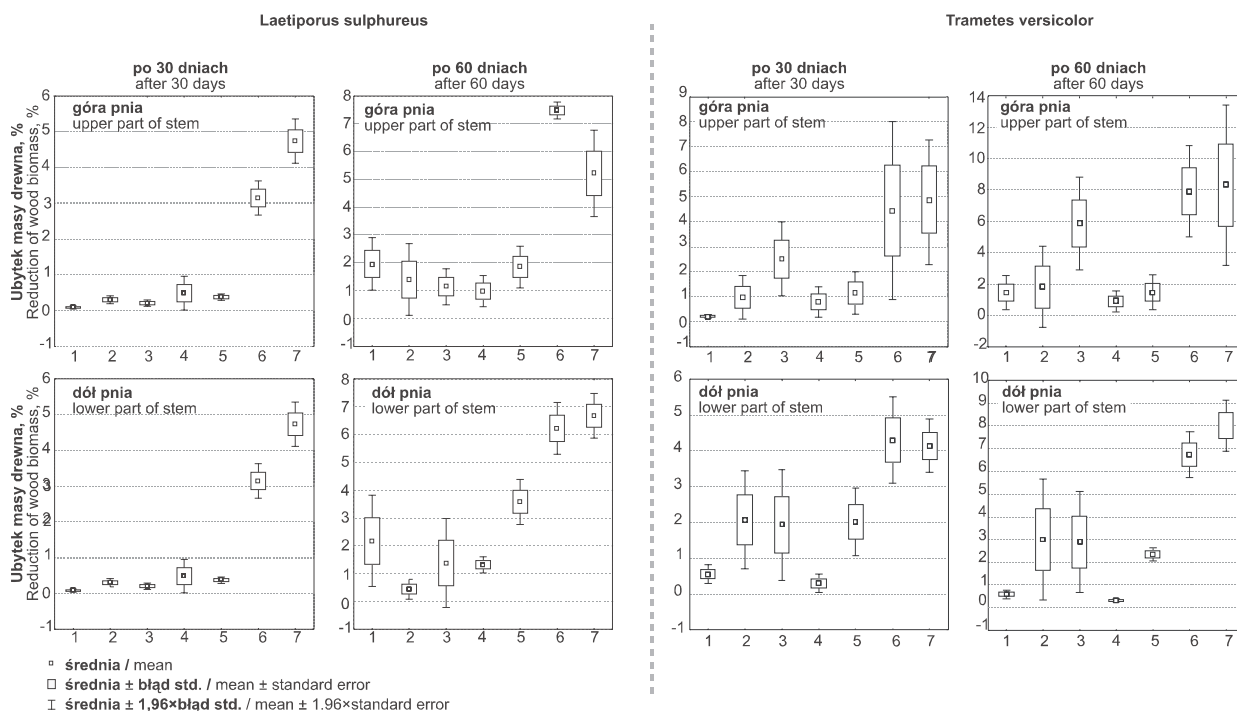 Laetiporus sulphureus
Trametes versicolor
po 30 dniach
after 30 days
po 60 dniach
after 60 days
po 30 dniach
after 30 days
po 60 dniach
after 60 days
Ubytek masy drewna, %
Reduction of wood biomass, %
góra pnia
upper part of stem
6
5
4
3
2
1
0
-1
1 2 3 4 5 6 7
góra pnia
upper part of stem
8
7
6
5
4
3
2
1
0
-1
1 2 3 4 5 6 7
góra pnia
upper part of stem
9
8
7
6
5
4
3
2
1
0
-1
1 2 3 4 5 6 7
góra pnia
upper part of stem
14
12
10
8
6
4
2
0
-2
1 2 3 4 5 6 7
Ubytek masy drewna, %
Reduction of wood biomass, %
dół pnia
lower part of stem
6
5
4
3
2
1
0
-1
1 2 3 4 5 6 7
dół pnia
lower part of stem
8
7
6
5
4
3
2
1
0
-1
1 2 3 4 5 6 7
dół pnia
lower part of stem
6
5
4
3
2
1
0
-1
1 2 3 4 5 6 7
dół pnia
lower part of stem
10
9
8
7
6
5
4
3
2
1
0
-1
1 2 3 4 5 6 7
średnia / mean
średnia ± błąd std. / mean ± standard error
średnia ± 1,96×błąd std. / mean ± 1.96×standard error